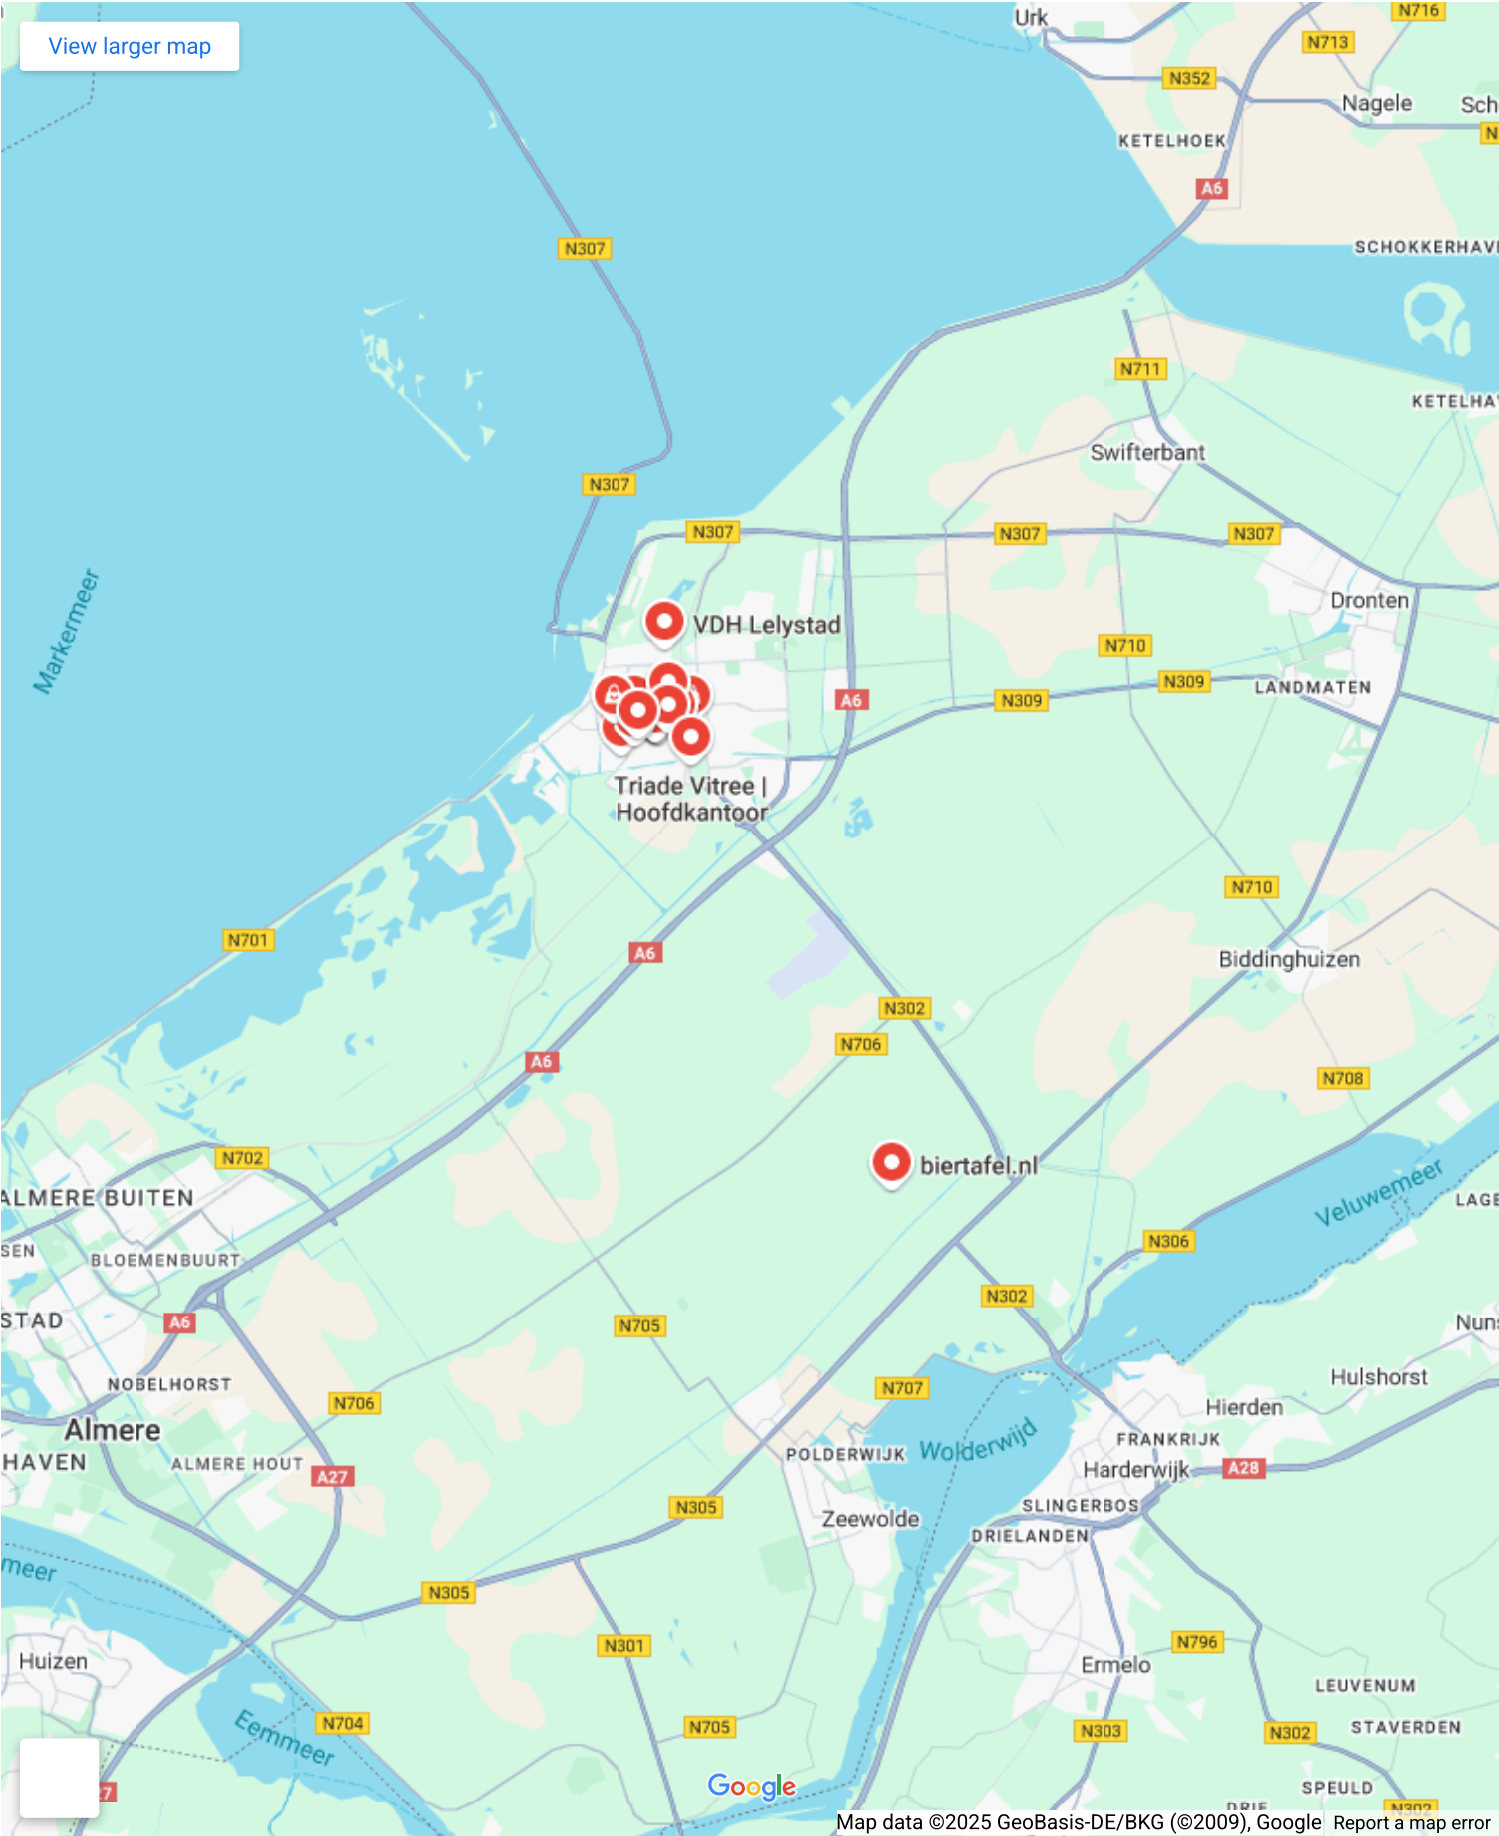 Urk
N716
View larger map
N713
N352
Nagele
Sch
N
KETELHOEK
A6
N307
SCHOKKERHAV
N711
KETELHA
Swifterbant
N307
N307
N307
N307
Markermeer
Dronten
VDH Lelystad
N710
N309
LANDMATEN
A6
N309
Triade Vitree |
Hoofdkantoor
N710
N701
A6
Biddinghuizen
N302
N706
A6
N708
N702
biertafel.nl
Veluwemeer
ALMERE BUITEN
LAGE
N306
SEN
BLOEMENBUURT
N302
STAD
A6
N705
Nuns
Hulshorst
NOBELHORST
N707
N706
Hierden
Almere
Wolderwijd
FRANKRIJK
POLDERWIJK
HAVEN
ALMERE HOUT
Harderwijk
A28
A27
SLINGERBOS
N305
Zeewolde
DRIELANDEN
meer
N305
N796
N301
Huizen
Ermelo
LEUVENUM
Eemmeer
N704
N705
N303
N302
STAVERDEN
27
Google
SPEULD
DRIE
N302
Map data ©2025 GeoBasis-DE/BKG (©2009), Google
Report a map error